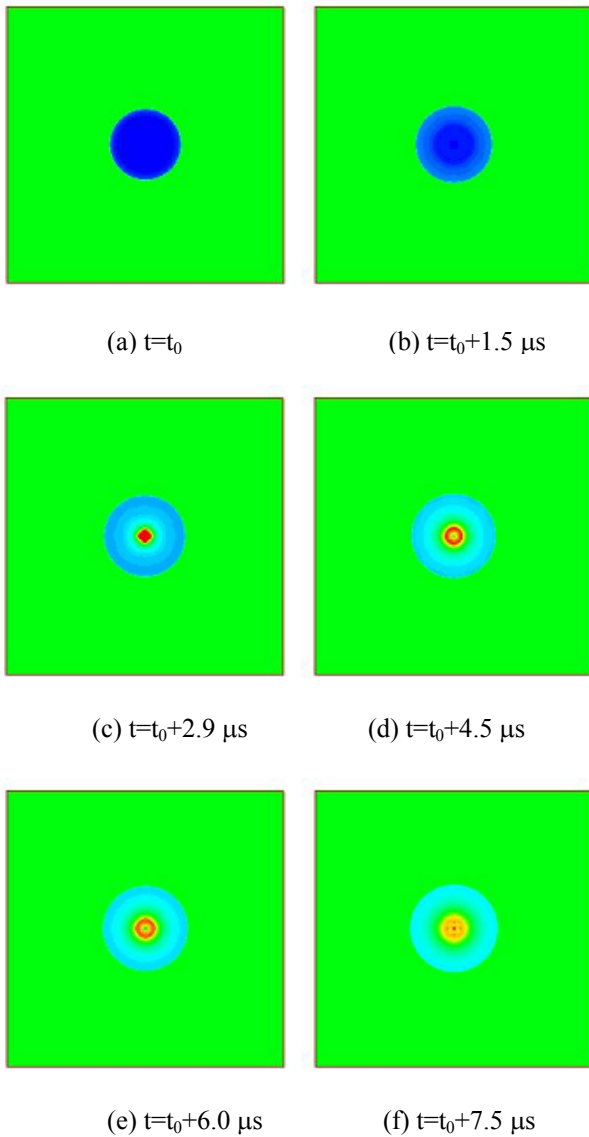 (a) t=t₀
(b) t=t₀+1.5 μs
(c) t=t₀+2.9 μs
(d) t=t₀+4.5 μs
(e) t=t₀+6.0 μs
(f) t=t₀+7.5 μs